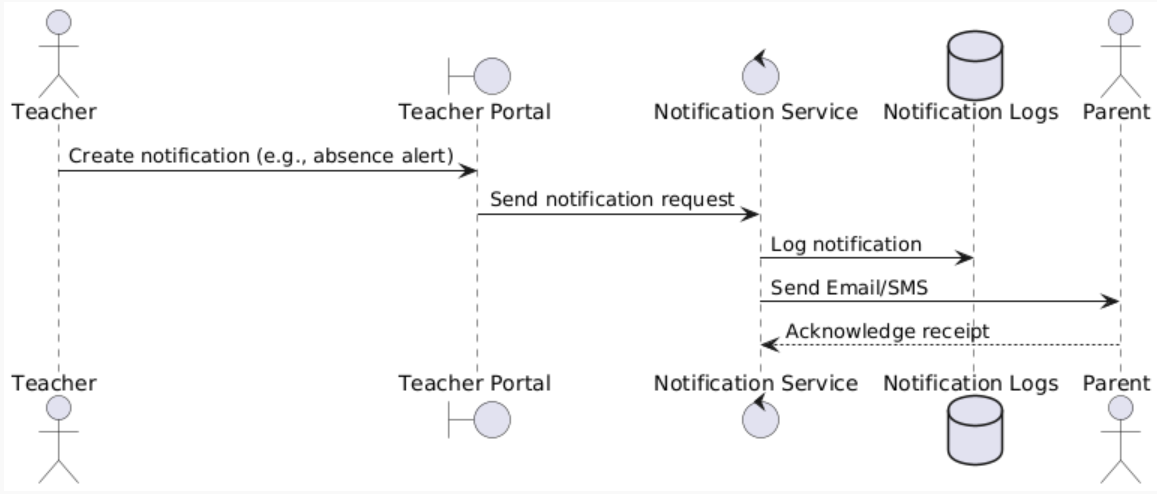 Teacher
Teacher Portal
Notification Service
Notification Logs
Parent
Create notification (e.g., absence alert)
Send notification request
Log notification
Send Email/SMS
Acknowledge receipt
Teacher
Teacher Portal
Notification Service
Notification Logs
Parent